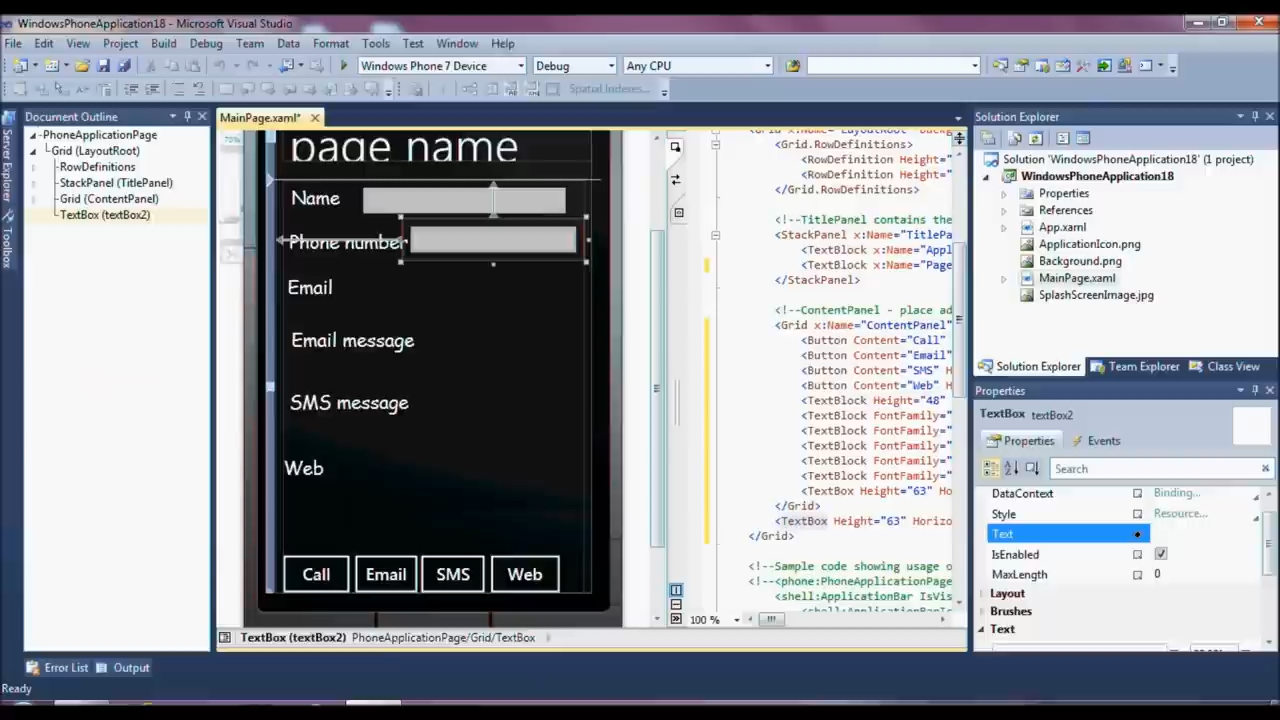 WindowsPhoneApplication18 - Microsoft Visual Studio
File Edit View Project Build Debug Team Data Format Tools Test Window Help
Windows Phone 7 Device Debug Any CPU
Spatial Indexes...
Document Outline
PhoneApplicationPage
Grid (LayoutRoot)
RowDefinitions
StackPanel (TitlePanel)
Grid (ContentPanel)
TextBox (textBox2)
Server Explorer
Toolbox
MainPage.xaml*
page name
Name
Phone number
Email
Email message
SMS message
Web
Call Email SMS Web
<Grid.RowDefinitions>
<RowDefinition Height="
<RowDefinition Height="
</Grid.RowDefinitions>
<!--TitlePanel contains the
<StackPanel x:Name="TitlePa
<TextBlock x:Name="Appl
<TextBlock x:Name="Page
</StackPanel>
<!--ContentPanel - place ad
<Grid x:Name="ContentPanel"
<Button Content="Call"
<Button Content="Email"
<Button Content="SMS" H
<Button Content="Web" H
<TextBlock Height="48"
<TextBlock FontFamily="
<TextBlock FontFamily="
<TextBlock FontFamily="
<TextBlock FontFamily="
<TextBlock FontFamily="
<TextBox Height="63" Hor
</Grid>
<TextBox Height="63" Horizo
</Grid>
<!--Sample code showing usage o
<!--<phone:PhoneApplicationPage
<shell:ApplicationBar IsVis
100 %
TextBox (textBox2) PhoneApplicationPage/Grid/TextBox
Solution Explorer
Solution 'WindowsPhoneApplication18' (1 project)
WindowsPhoneApplication18
Properties
References
App.xaml
ApplicationIcon.png
Background.png
MainPage.xaml
SplashScreenImage.jpg
Solution Explorer Team Explorer Class View
Properties
TextBox textBox2
Properties Events
Search
DataContext Binding...
Style Resource...
Text
IsEnabled
MaxLength 0
Layout
Brushes
Text
Error List Output
Ready